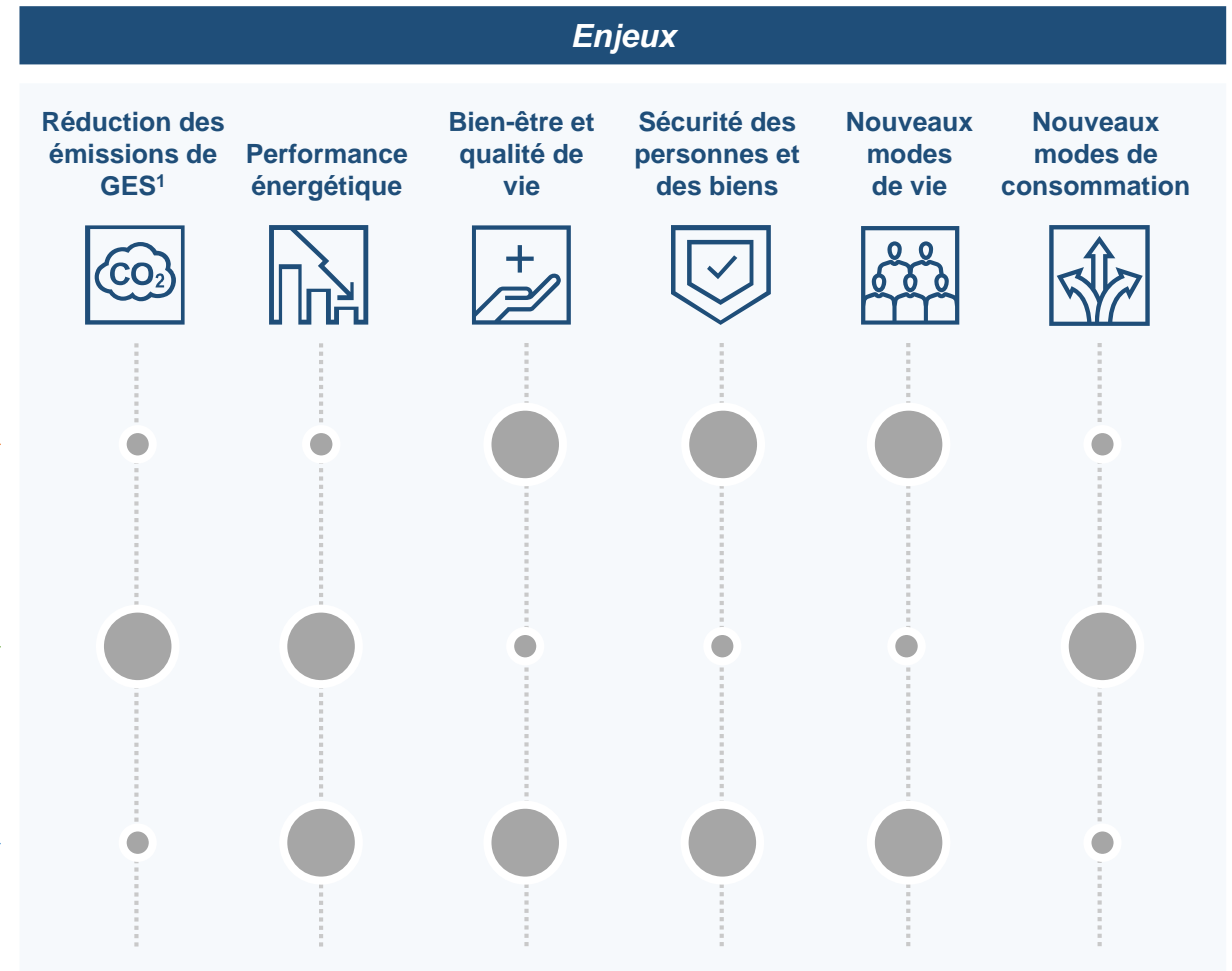 Enjeux
Réduction des
émissions de
GES¹
Performance
énergétique
Bien-être et
qualité de
vie
Sécurité des
personnes et
des biens
Nouveaux
modes
de vie
Nouveaux
modes de
consommation
CO₂